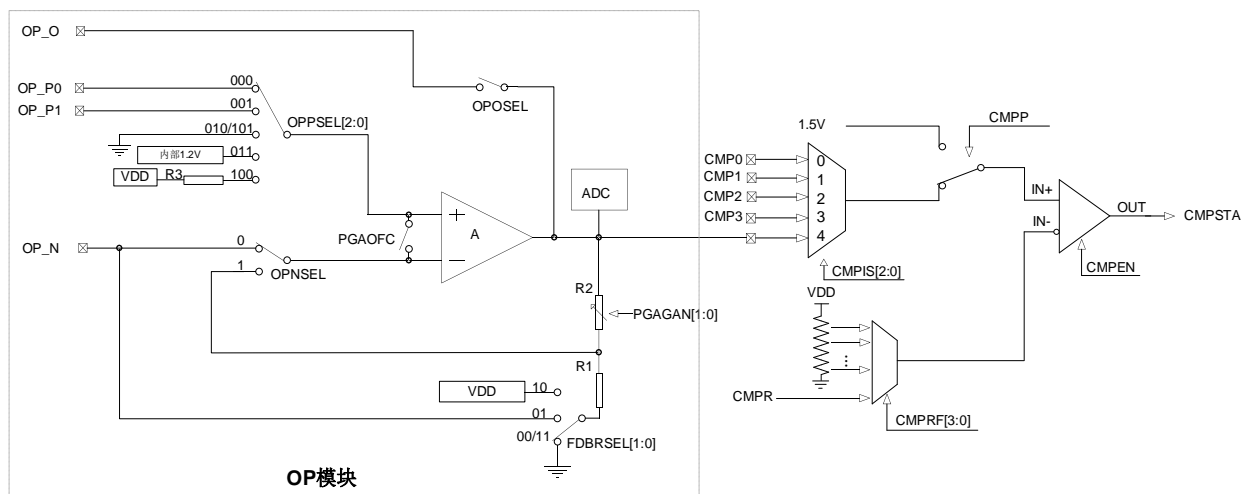 OP_O
OP_P0
OP_P1
000
001
010/101
011
100
内部1.2V
VDD
R3
OPPSEL[2:0]
OPOSEL
OP_N
0
1
OPNSEL
PGAOFC
+
−
A
ADC
R2
PGAGAN[1:0]
R1
VDD
10
01
00/11
FDBRSEL[1:0]
OP模块
1.5V
CMPP
CMP0
CMP1
CMP2
CMP3
0
1
2
3
4
CMPIS[2:0]
IN+
IN-
OUT
CMPSTA
CMPEN
VDD
⋮
CMPR
CMPRF[3:0]